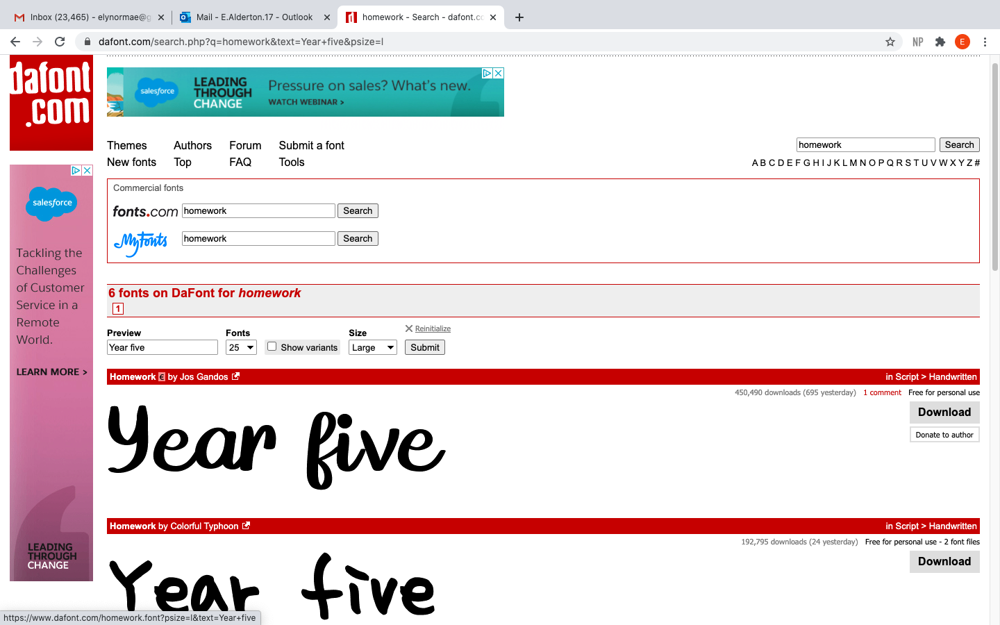 Inbox (23,465) - elynormae@g
Mail - E.Alderton.17 - Outlook
homework - Search - dafont.co
dafont.com/search.php?q=homework&text=Year+five&psize=l
NP
E
dafont
.com
salesforce
LEADING
THROUGH
CHANGE
Pressure on sales? What's new.
WATCH WEBINAR >
Themes Authors Forum Submit a font
New fonts Top FAQ Tools
homework Search
A B C D E F G H I J K L M N O P Q R S T U V W X Y Z #
Commercial fonts
fonts.com homework Search
MyFonts homework Search
6 fonts on DaFont for homework
1
Preview Fonts Size Reinitialize
Year five 25 Show variants Large Submit
Homework € by Jos Gandos in Script > Handwritten
450,490 downloads (695 yesterday) 1 comment Free for personal use
Year five
Download
Donate to author
Homework by Colorful Typhoon in Script > Handwritten
192,795 downloads (24 yesterday) Free for personal use - 2 font files
Year five
Download
salesforce
Tackling the
Challenges
of Customer
Service in a
Remote
World.
LEARN MORE >
LEADING
THROUGH
CHANGE
https://www.dafont.com/homework.font?psize=l&text=Year+five